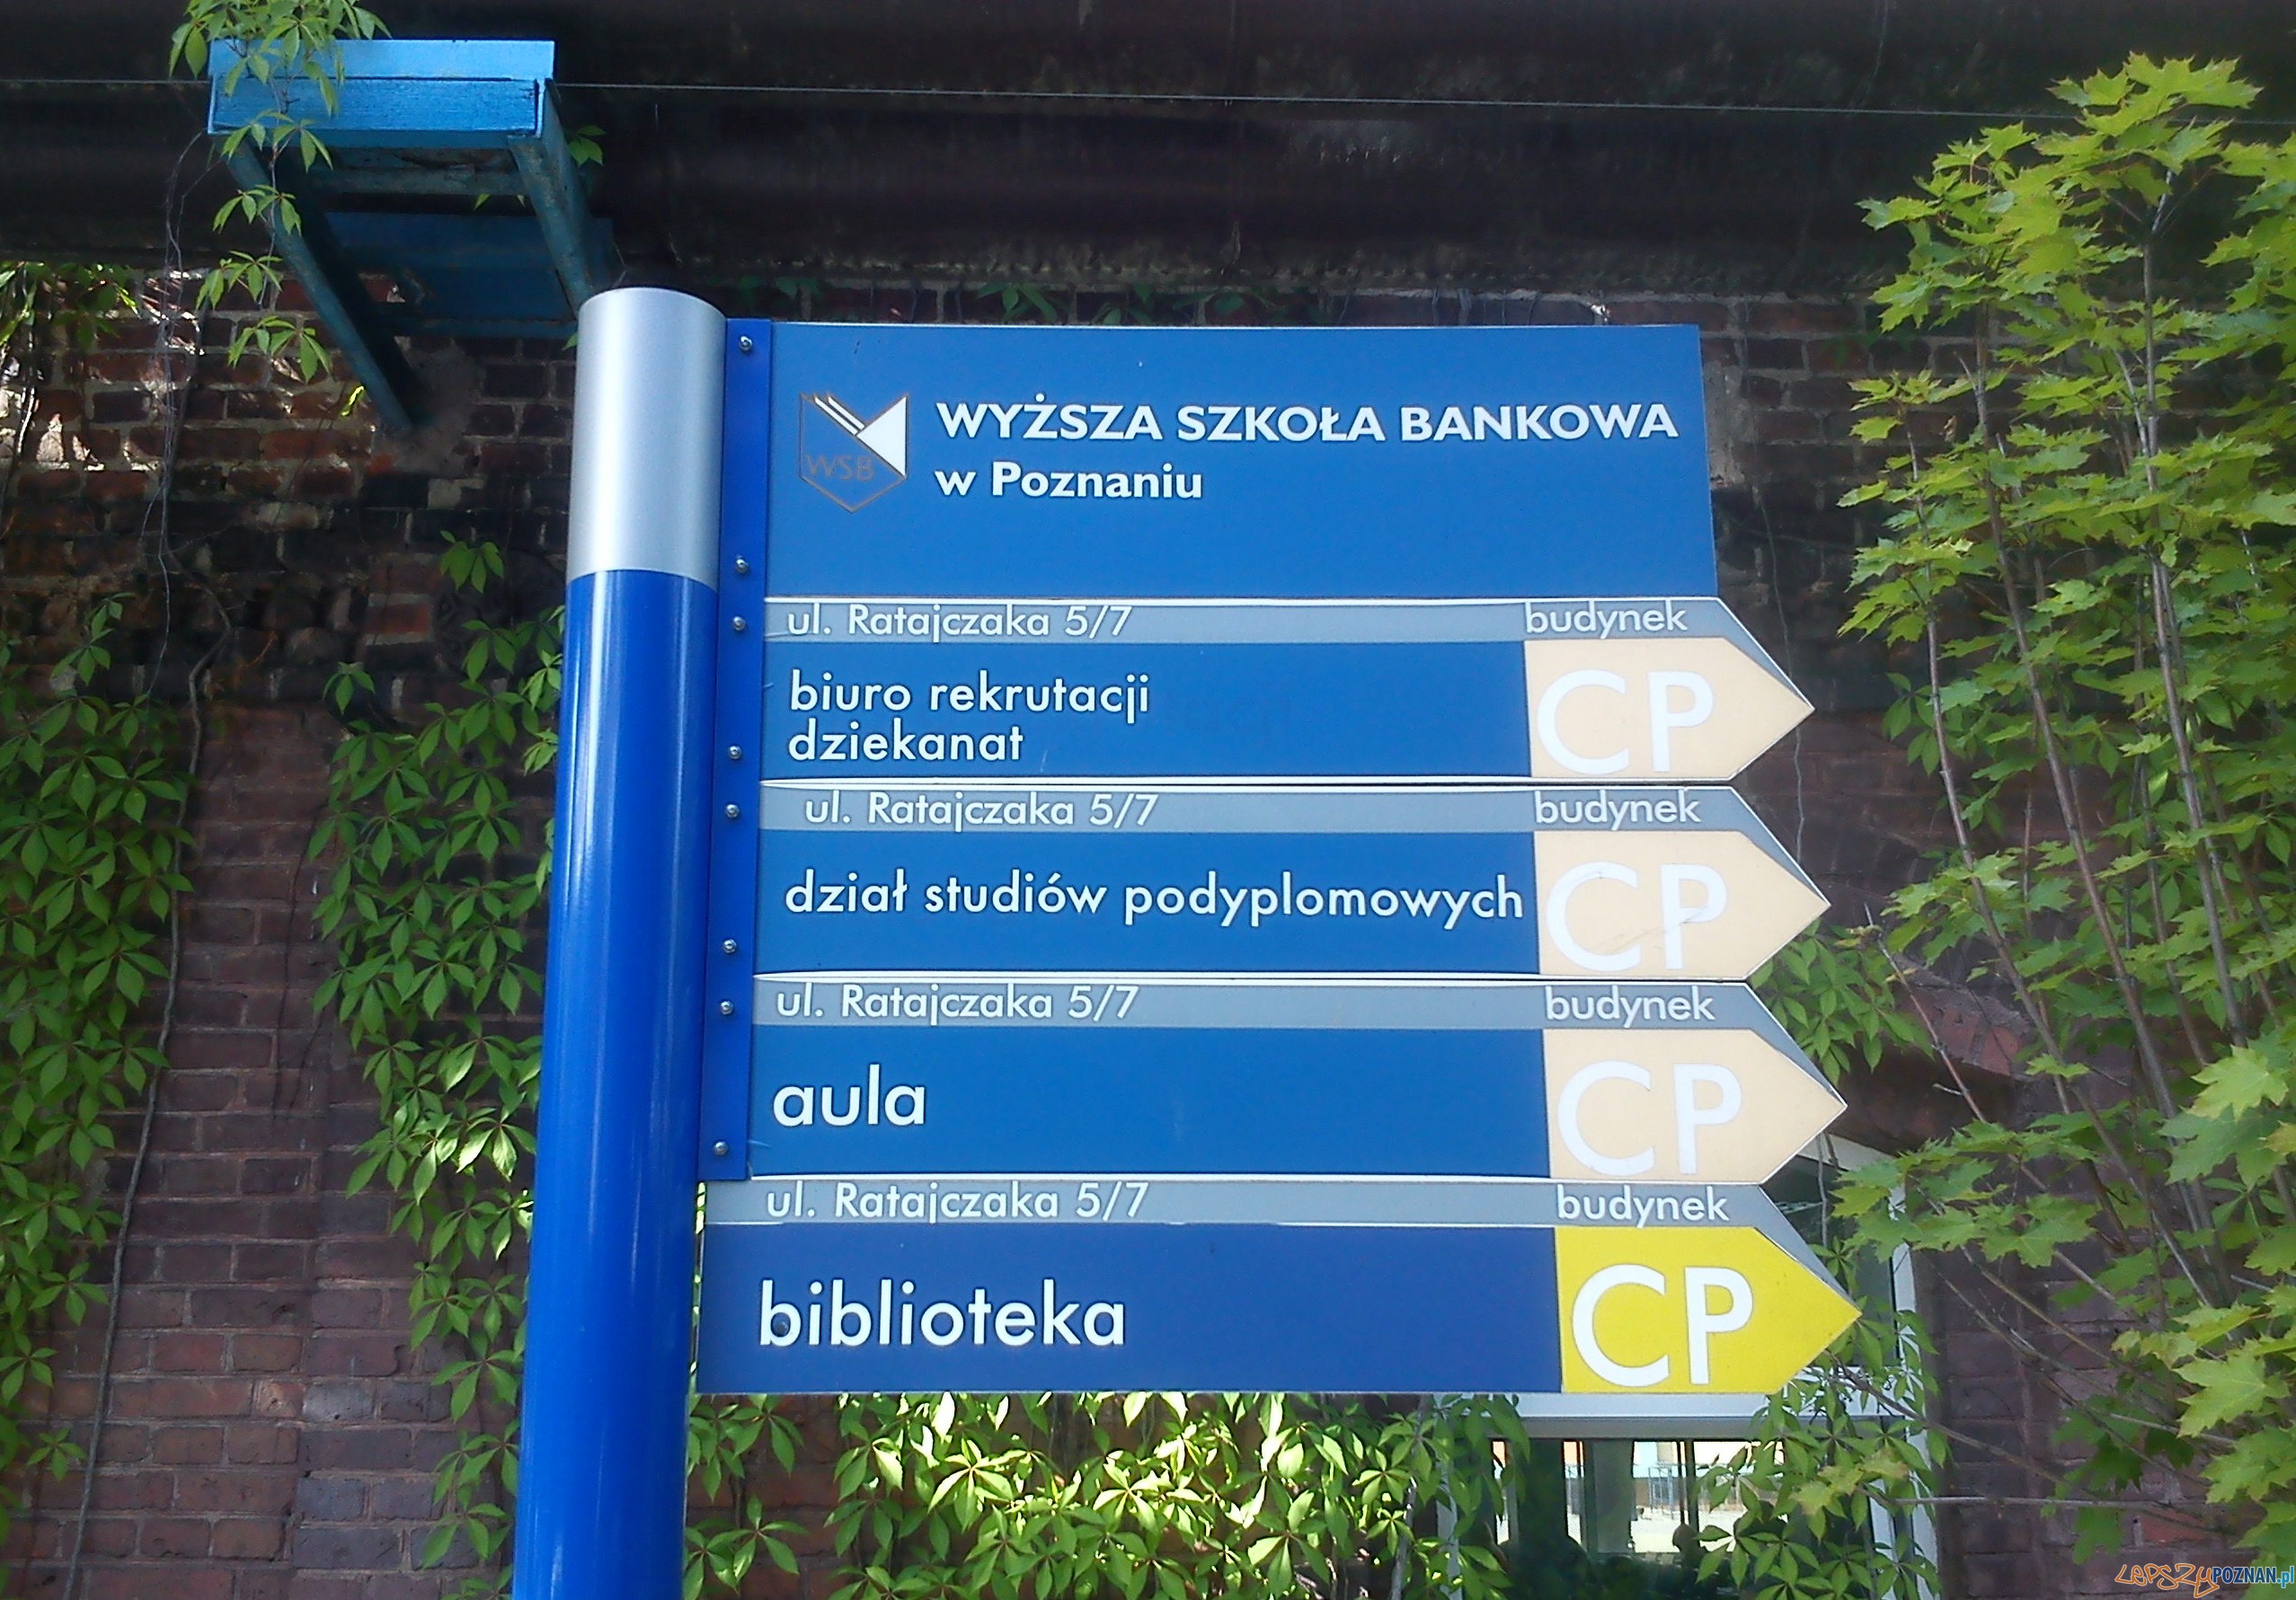 WYŻSZA SZKOŁA BANKOWA
w Poznaniu
WSB
ul. Ratajczaka 5/7 budynek
biuro rekrutacji
dziekanat
CP
ul. Ratajczaka 5/7 budynek
dział studiów podyplomowych CP
ul. Ratajczaka 5/7 budynek
aula CP
ul. Ratajczaka 5/7 budynek
biblioteka CP
LEPSZYPOZNAN.pl